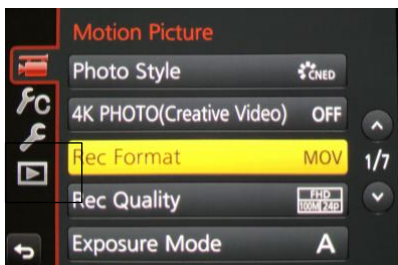 Motion Picture
Photo Style CNED
4K PHOTO(Creative Video) OFF
Rec Format MOV
1/7
Rec Quality FHD 100M 24p
Exposure Mode A
C